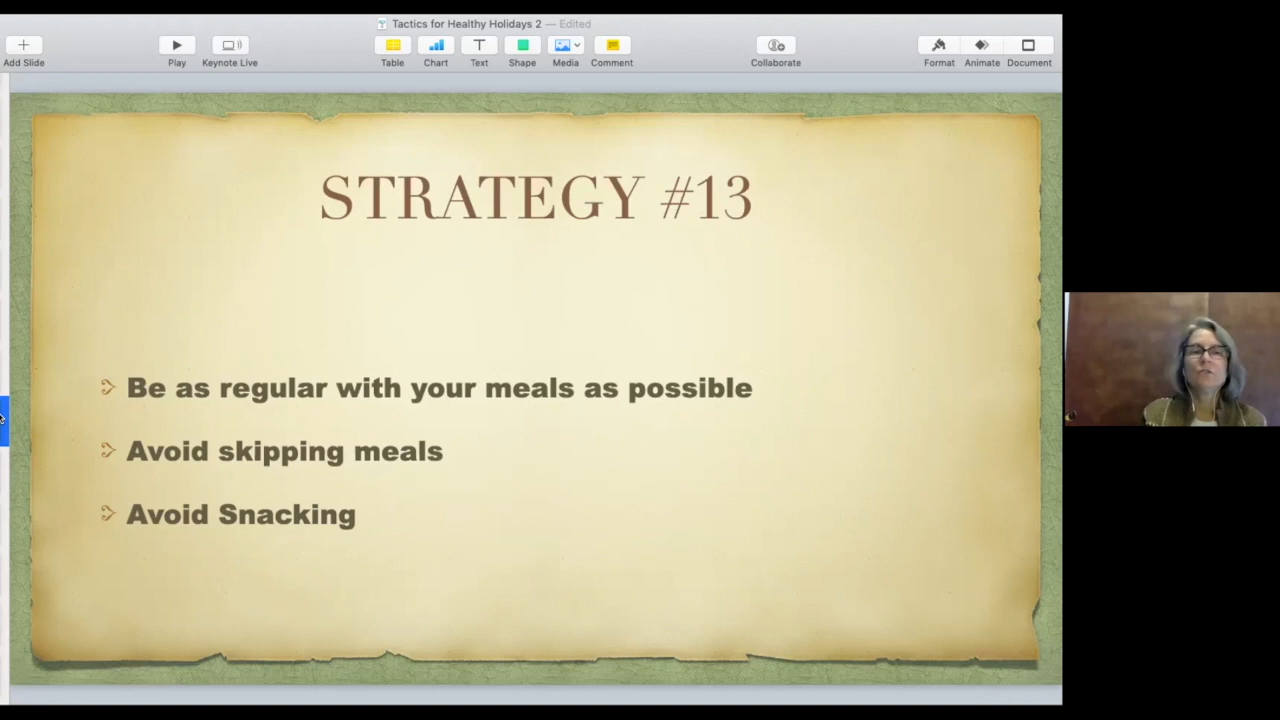 Tactics for Healthy Holidays 2 — Edited
Add Slide
Play
Keynote Live
Table
Chart
Text
Shape
Media
Comment
Collaborate
Format
Animate
Document
STRATEGY #13
Be as regular with your meals as possible
Avoid skipping meals
Avoid Snacking